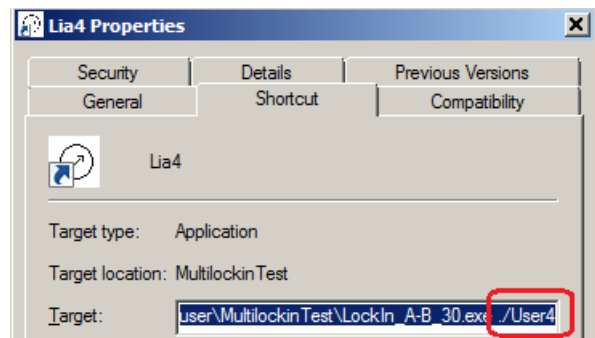 Lia4 Properties
Security Details Previous Versions
General Shortcut Compatibility
Lia4
Target type: Application
Target location: MultilockinTest
Target: user\MultilockinTest\LockIn_A-B_30.exe ./User4